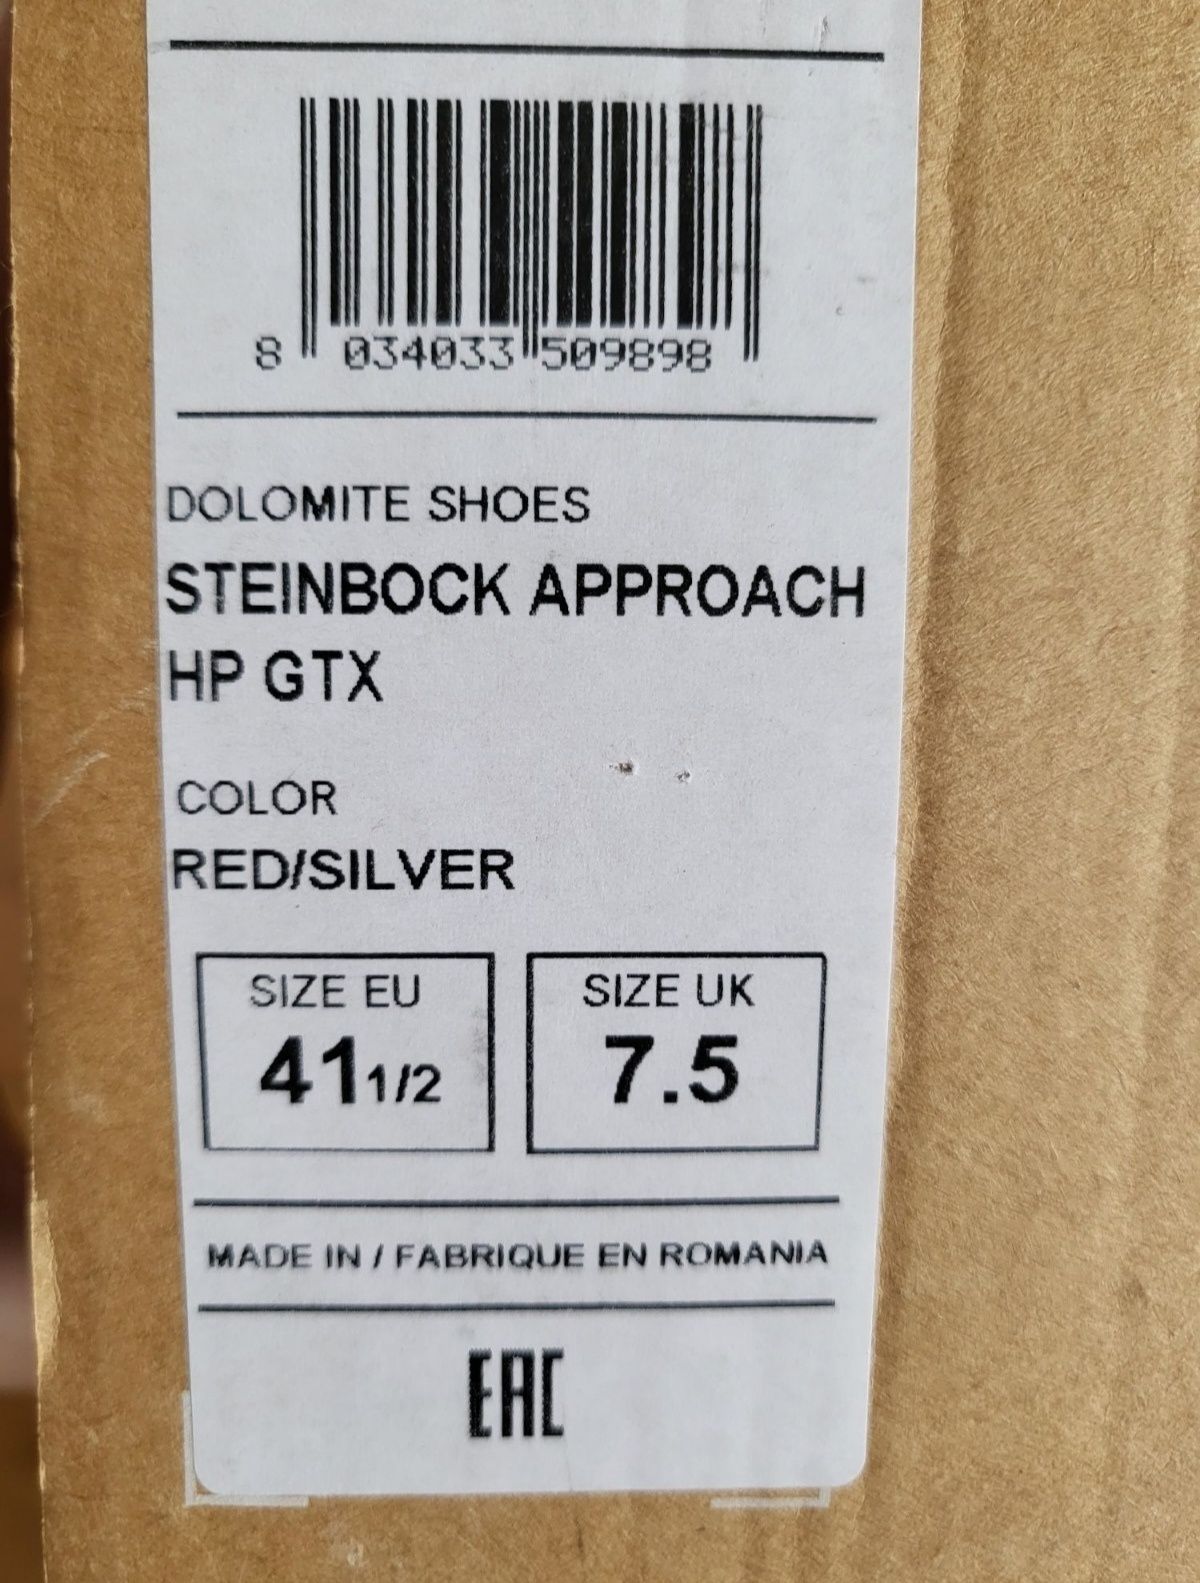 8 034033 509898
DOLOMITE SHOES
STEINBOCK APPROACH
HP GTX
COLOR
RED/SILVER
SIZE EU SIZE UK
41 1/2 7.5
MADE IN / FABRIQUE EN ROMANIA
EAC